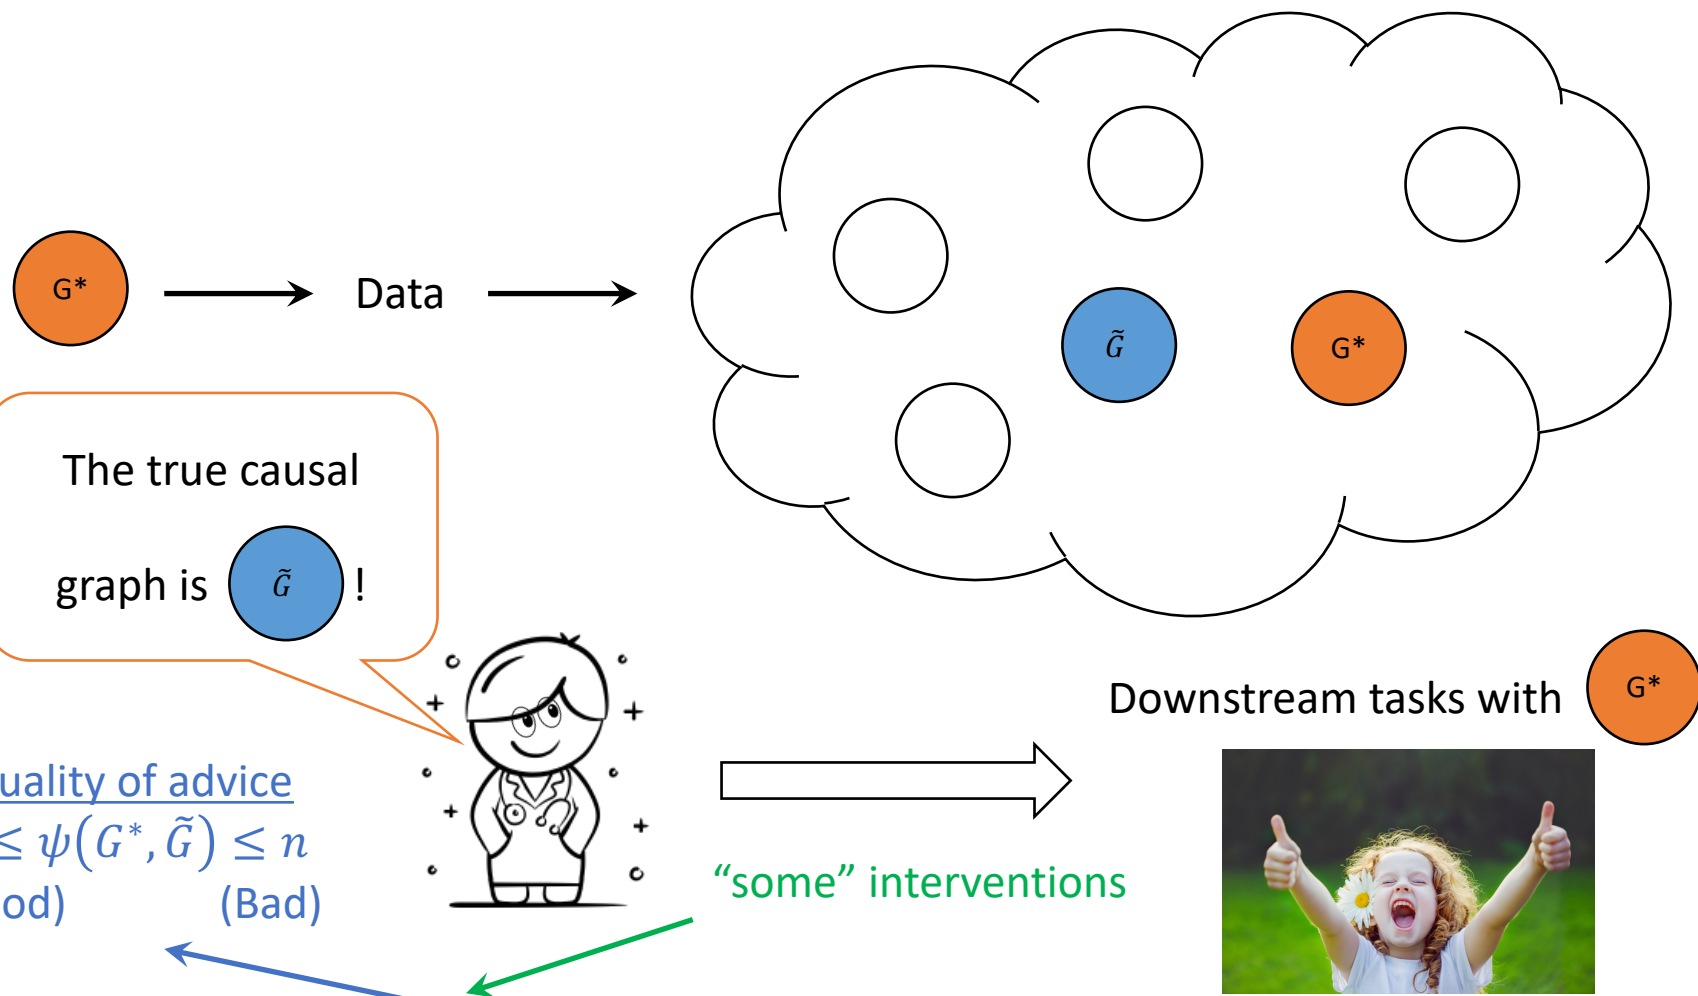 G*
Data
G̃
G*
The true causal
graph is G̃ !
Downstream tasks with G*
uality of advice
≤ ψ(G*, G̃) ≤ n
od) (Bad)
“some” interventions